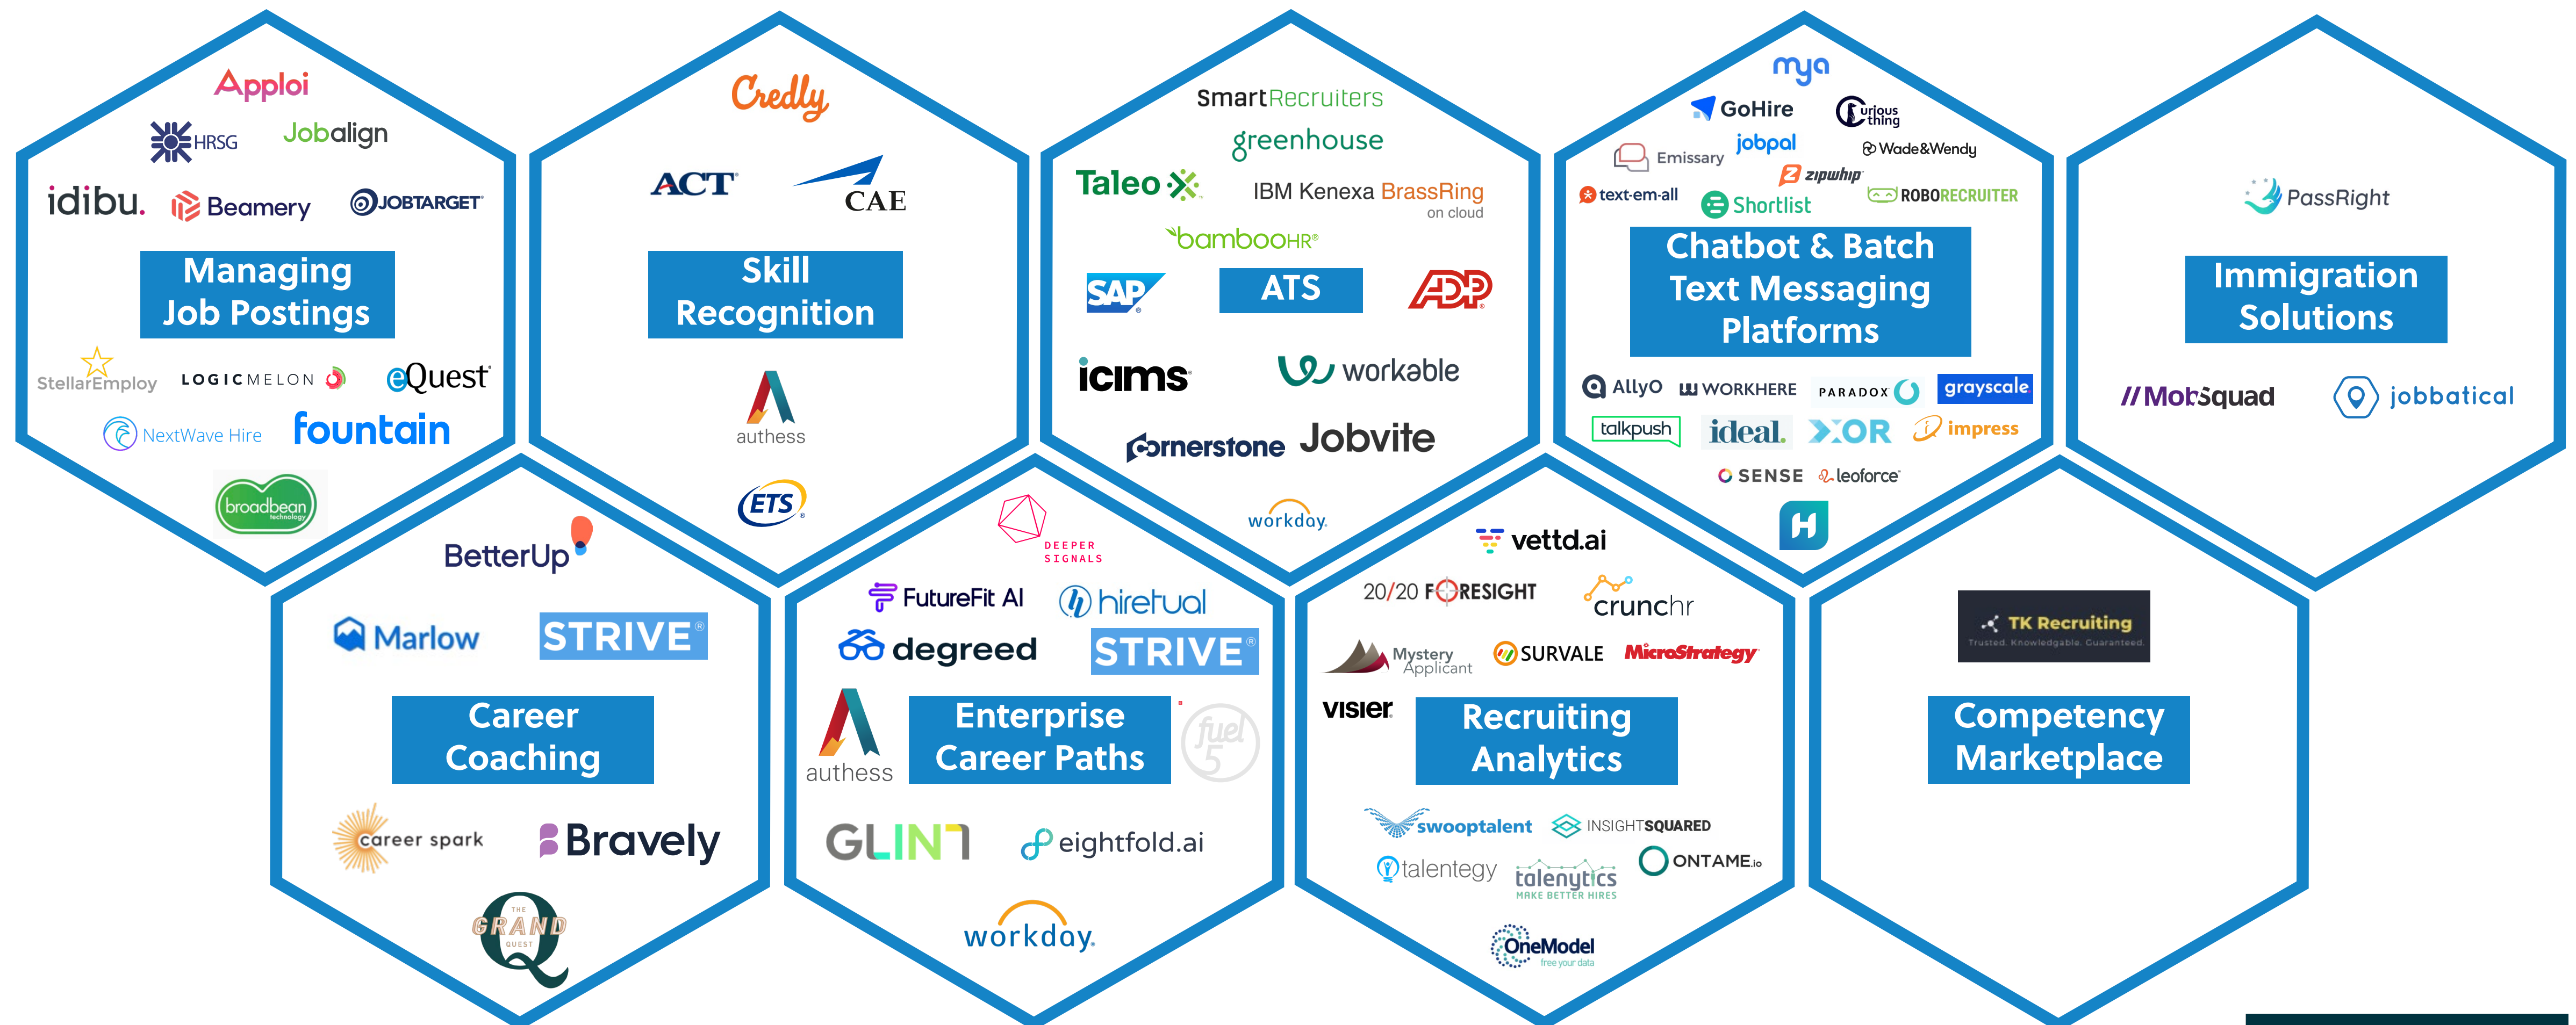 Apploi
HRSG
Jobalign
idibu.
Beamery
JOBTARGET
Managing
Job Postings
StellarEmploy
LOGICMELON
eQuest
NextWave Hire
fountain
broadbean
technology
Credly
ACT
CAE
Skill
Recognition
authess
ETS
SmartRecruiters
greenhouse
Taleo
IBM Kenexa BrassRing
on cloud
bambooHR
SAP
ATS
ADP
icims
workable
Cornerstone
Jobvite
workday.
mya
GoHire
Curious
thing
Emissary
jobpal
Wade&Wendy
zipwhip
text-em-all
Shortlist
ROBORECRUITER
Chatbot & Batch
Text Messaging
Platforms
AllyO
WORKHERE
PARADOX
grayscale
talkpush
ideal.
XOR
impress
SENSE
leoforce
H
PassRight
Immigration
Solutions
MobSquad
jobbatical
BetterUp
Marlow
STRIVE®
Career
Coaching
career spark
Bravely
THE
GRAND
QUEST
DEEPER
SIGNALS
FutureFit AI
hiretual
degreed
STRIVE®
authess
Enterprise
Career Paths
fuel
5
GLINT
eightfold.ai
workday.
vettd.ai
20/20 FORESIGHT
crunchr
Mystery
Applicant
SURVALE
MicroStrategy
VISIER
Recruiting
Analytics
swooptalent
INSIGHTSQUARED
talentegy
talenytics
MAKE BETTER HIRES
ONTAME.io
OneModel
free your data
TK Recruiting
Trusted. Knowledgable. Guaranteed.
Competency
Marketplace